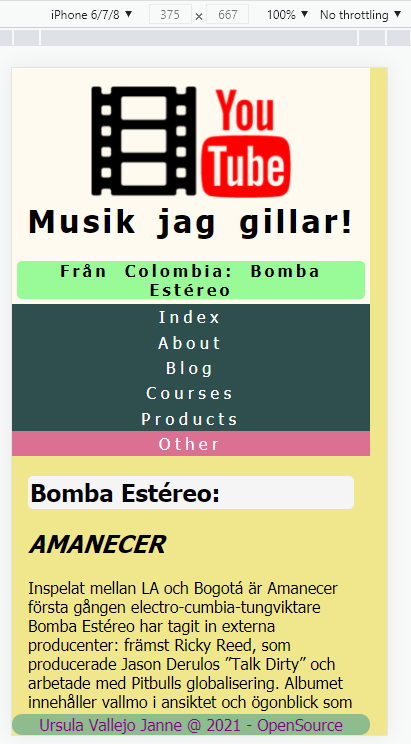 iPhone 6/7/8 ▼ 375 × 667 100% ▼ No throttling ▼
You
Tube
Musik jag gillar!
Från Colombia: Bomba
Estéreo
Index
About
Blog
Courses
Products
Other
Bomba Estéreo:
AMANECER
Inspelat mellan LA och Bogotá är Amanecer
första gången electro-cumbia-tungviktare
Bomba Estéreo har tagit in externa
producenter: främst Ricky Reed, som
producerade Jason Derulos ”Talk Dirty” och
arbetade med Pitbulls globalisering. Albumet
innehåller vallmo i ansiktet och ögonblick som
Ursula Vallejo Janne @ 2021 - OpenSource